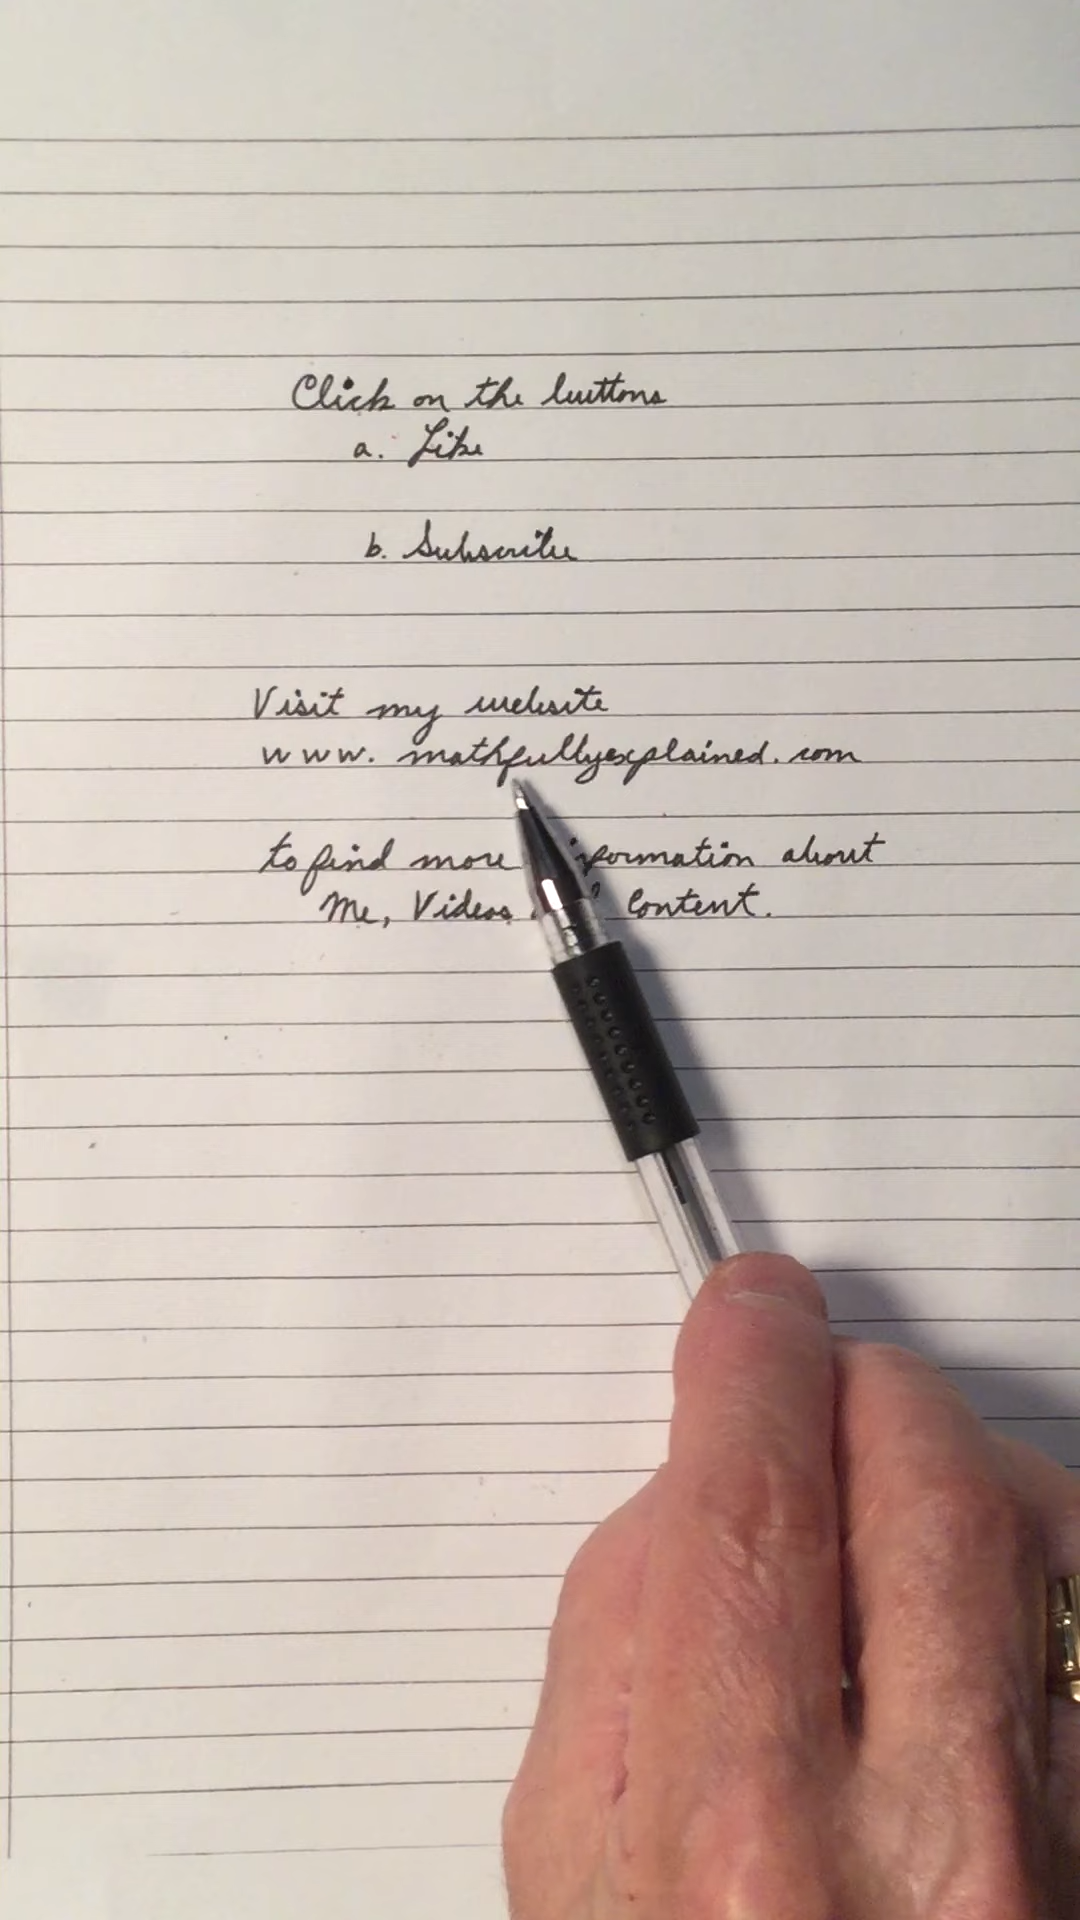 Click on the buttons
a. Like
b. Subscribe
Visit my website
www.mathfullyexplained.com
to find more information about
Me, Videos Content.